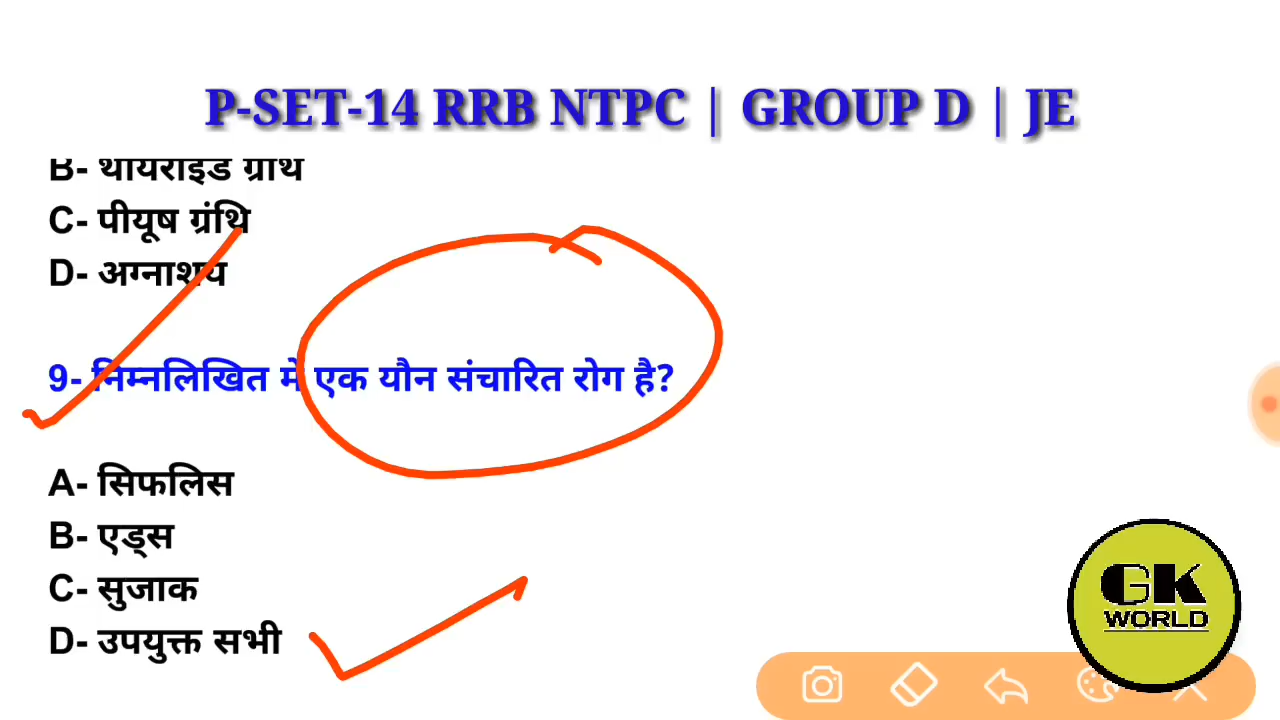 P-SET-14 RRB NTPC | GROUP D | JE
B- थायराइड ग्रंथि
C- पीयूष ग्रंथि
D- अग्नाशय
9- निम्नलिखित मे एक यौन संचारित रोग है?
A- सिफलिस
B- एड्स
C- सुजाक
D- उपयुक्त सभी
GK
WORLD